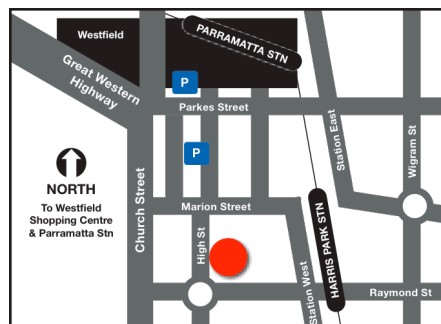 Westfield
PARRAMATTA STN
Great Western
Highway
P
Parkes Street
P
Station East
Wigram St
NORTH
To Westfield
Shopping Centre
& Parramatta Stn
Church Street
Marion Street
High St
Station West
HARRIS PARK STN
Raymond St